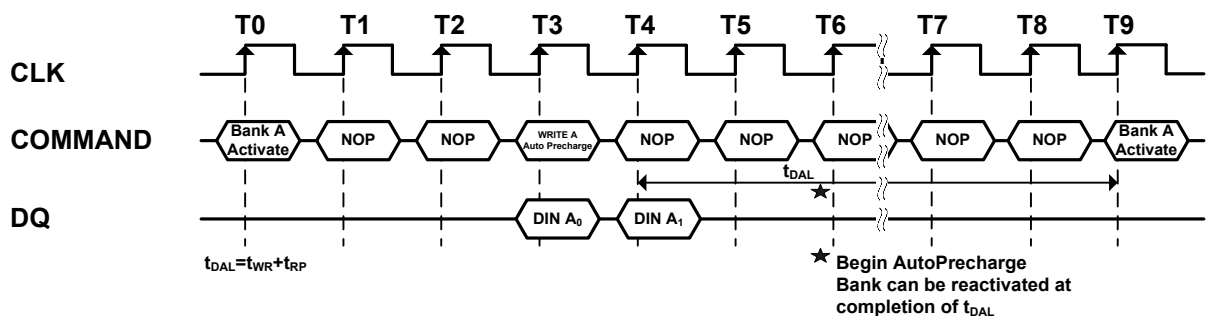 T0 T1 T2 T3 T4 T5 T6 T7 T8 T9
CLK
COMMAND
Bank A
Activate
NOP
NOP
WRITE A
Auto Precharge
NOP
NOP
NOP
NOP
NOP
Bank A
Activate
tDAL
★
DQ
DIN A0
DIN A1
tDAL=tWR+tRP
★ Begin AutoPrecharge
Bank can be reactivated at
completion of tDAL